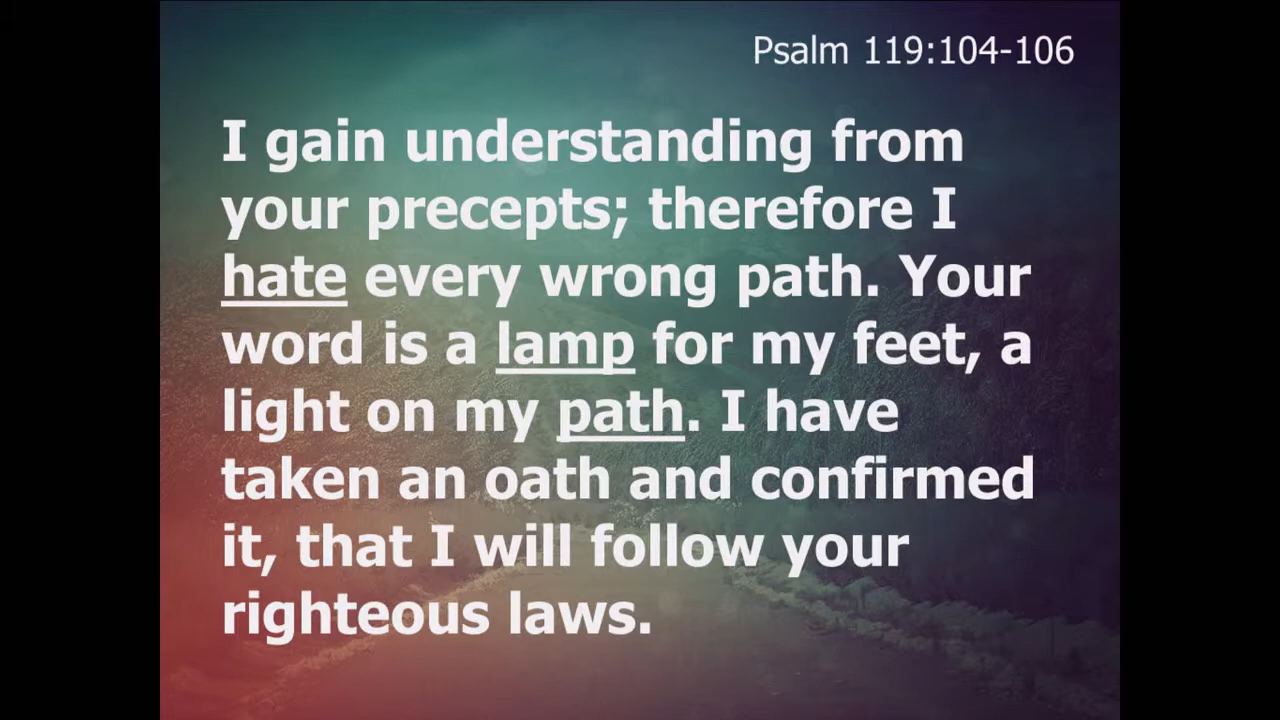 Psalm 119:104-106
I gain understanding from
your precepts; therefore I
hate every wrong path. Your
word is a lamp for my feet, a
light on my path. I have
taken an oath and confirmed
it, that I will follow your
righteous laws.